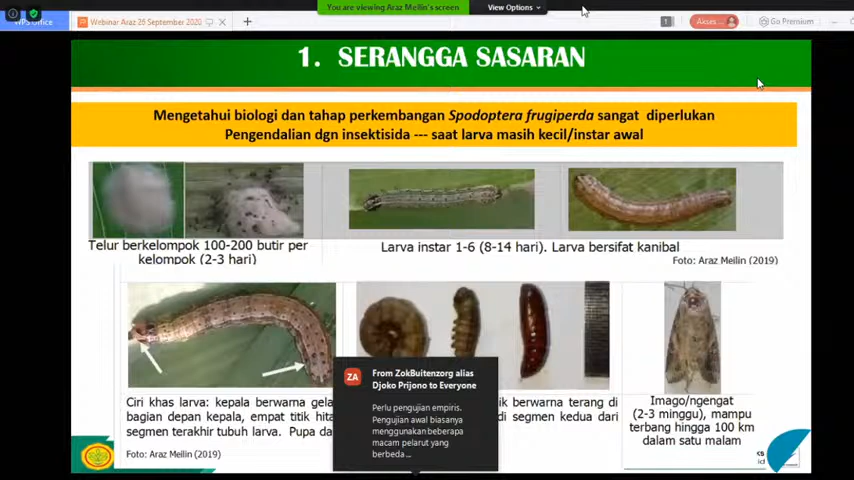 You are viewing Araz Meilin's screen
View Options
WPS Office
Webinar Araz 26 September 2020
1
Go Premium
1. SERANGGA SASARAN
Mengetahui biologi dan tahap perkembangan Spodoptera frugiperda sangat diperlukan
Pengendalian dgn insektisida --- saat larva masih kecil/instar awal
Telur berkelompok 100-200 butir per
kelompok (2-3 hari)
Larva instar 1-6 (8-14 hari). Larva bersifat kanibal
Foto: Araz Meilin (2019)
Ciri khas larva: kepala berwarna gela
bagian depan kepala, empat titik hita
segmen terakhir tubuh larva. Pupa da
Foto: Araz Meilin (2019)
ik berwarna terang di
di segmen kedua dari
ZA
From ZokBuitenzorg alias
Djoko Prijono to Everyone
Perlu pengujian empiris.
Pengujian awal biasanya
menggunakan beberapa
macam pelarut yang
berbeda ...
Imago/ngengat
(2-3 minggu), mampu
terbang hingga 100 km
dalam satu malam